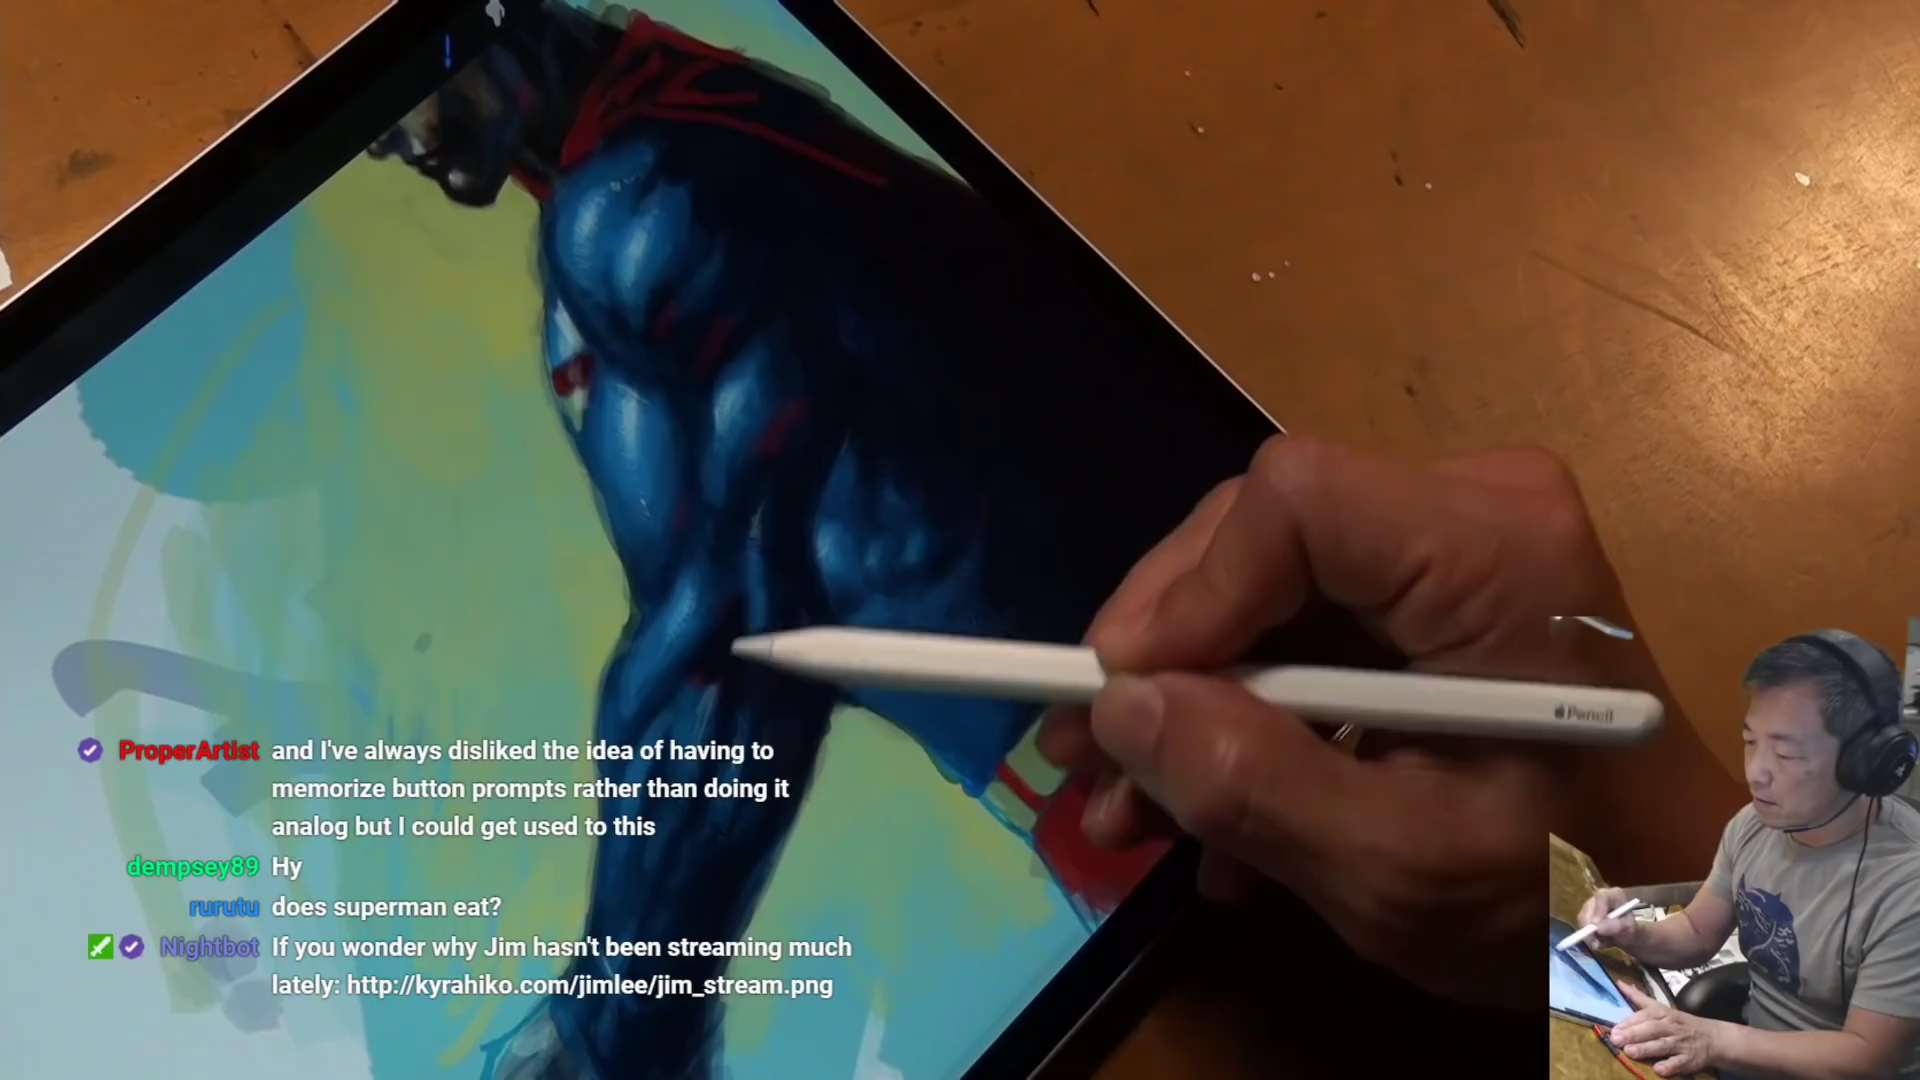 Pencil
ProperArtist and I've always disliked the idea of having to
memorize button prompts rather than doing it
analog but I could get used to this
dempsey89 Hy
rurutu does superman eat?
Nightbot If you wonder why Jim hasn't been streaming much
lately: http://kyrahiko.com/jimlee/jim_stream.png